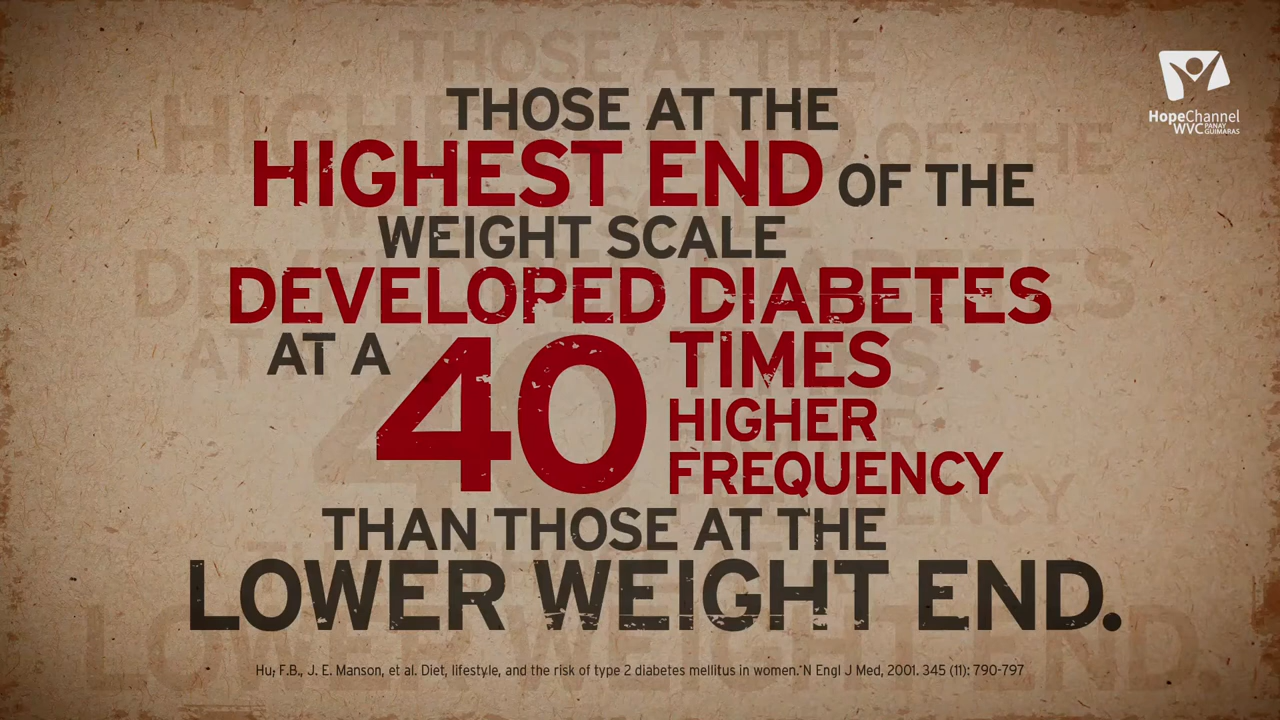 THOSE AT THE
HIGHEST END OF THE
WEIGHT SCALE
DEVELOPED DIABETES
AT A 40 TIMES
HIGHER
FREQUENCY
THAN THOSE AT THE
LOWER WEIGHT END.
Hu, F.B., J. E. Manson, et al. Diet, lifestyle, and the risk of type 2 diabetes mellitus in women." N Engl J Med, 2001. 345 (11): 790-797
HopeChannel
WVC PANAY
GUIMARAS